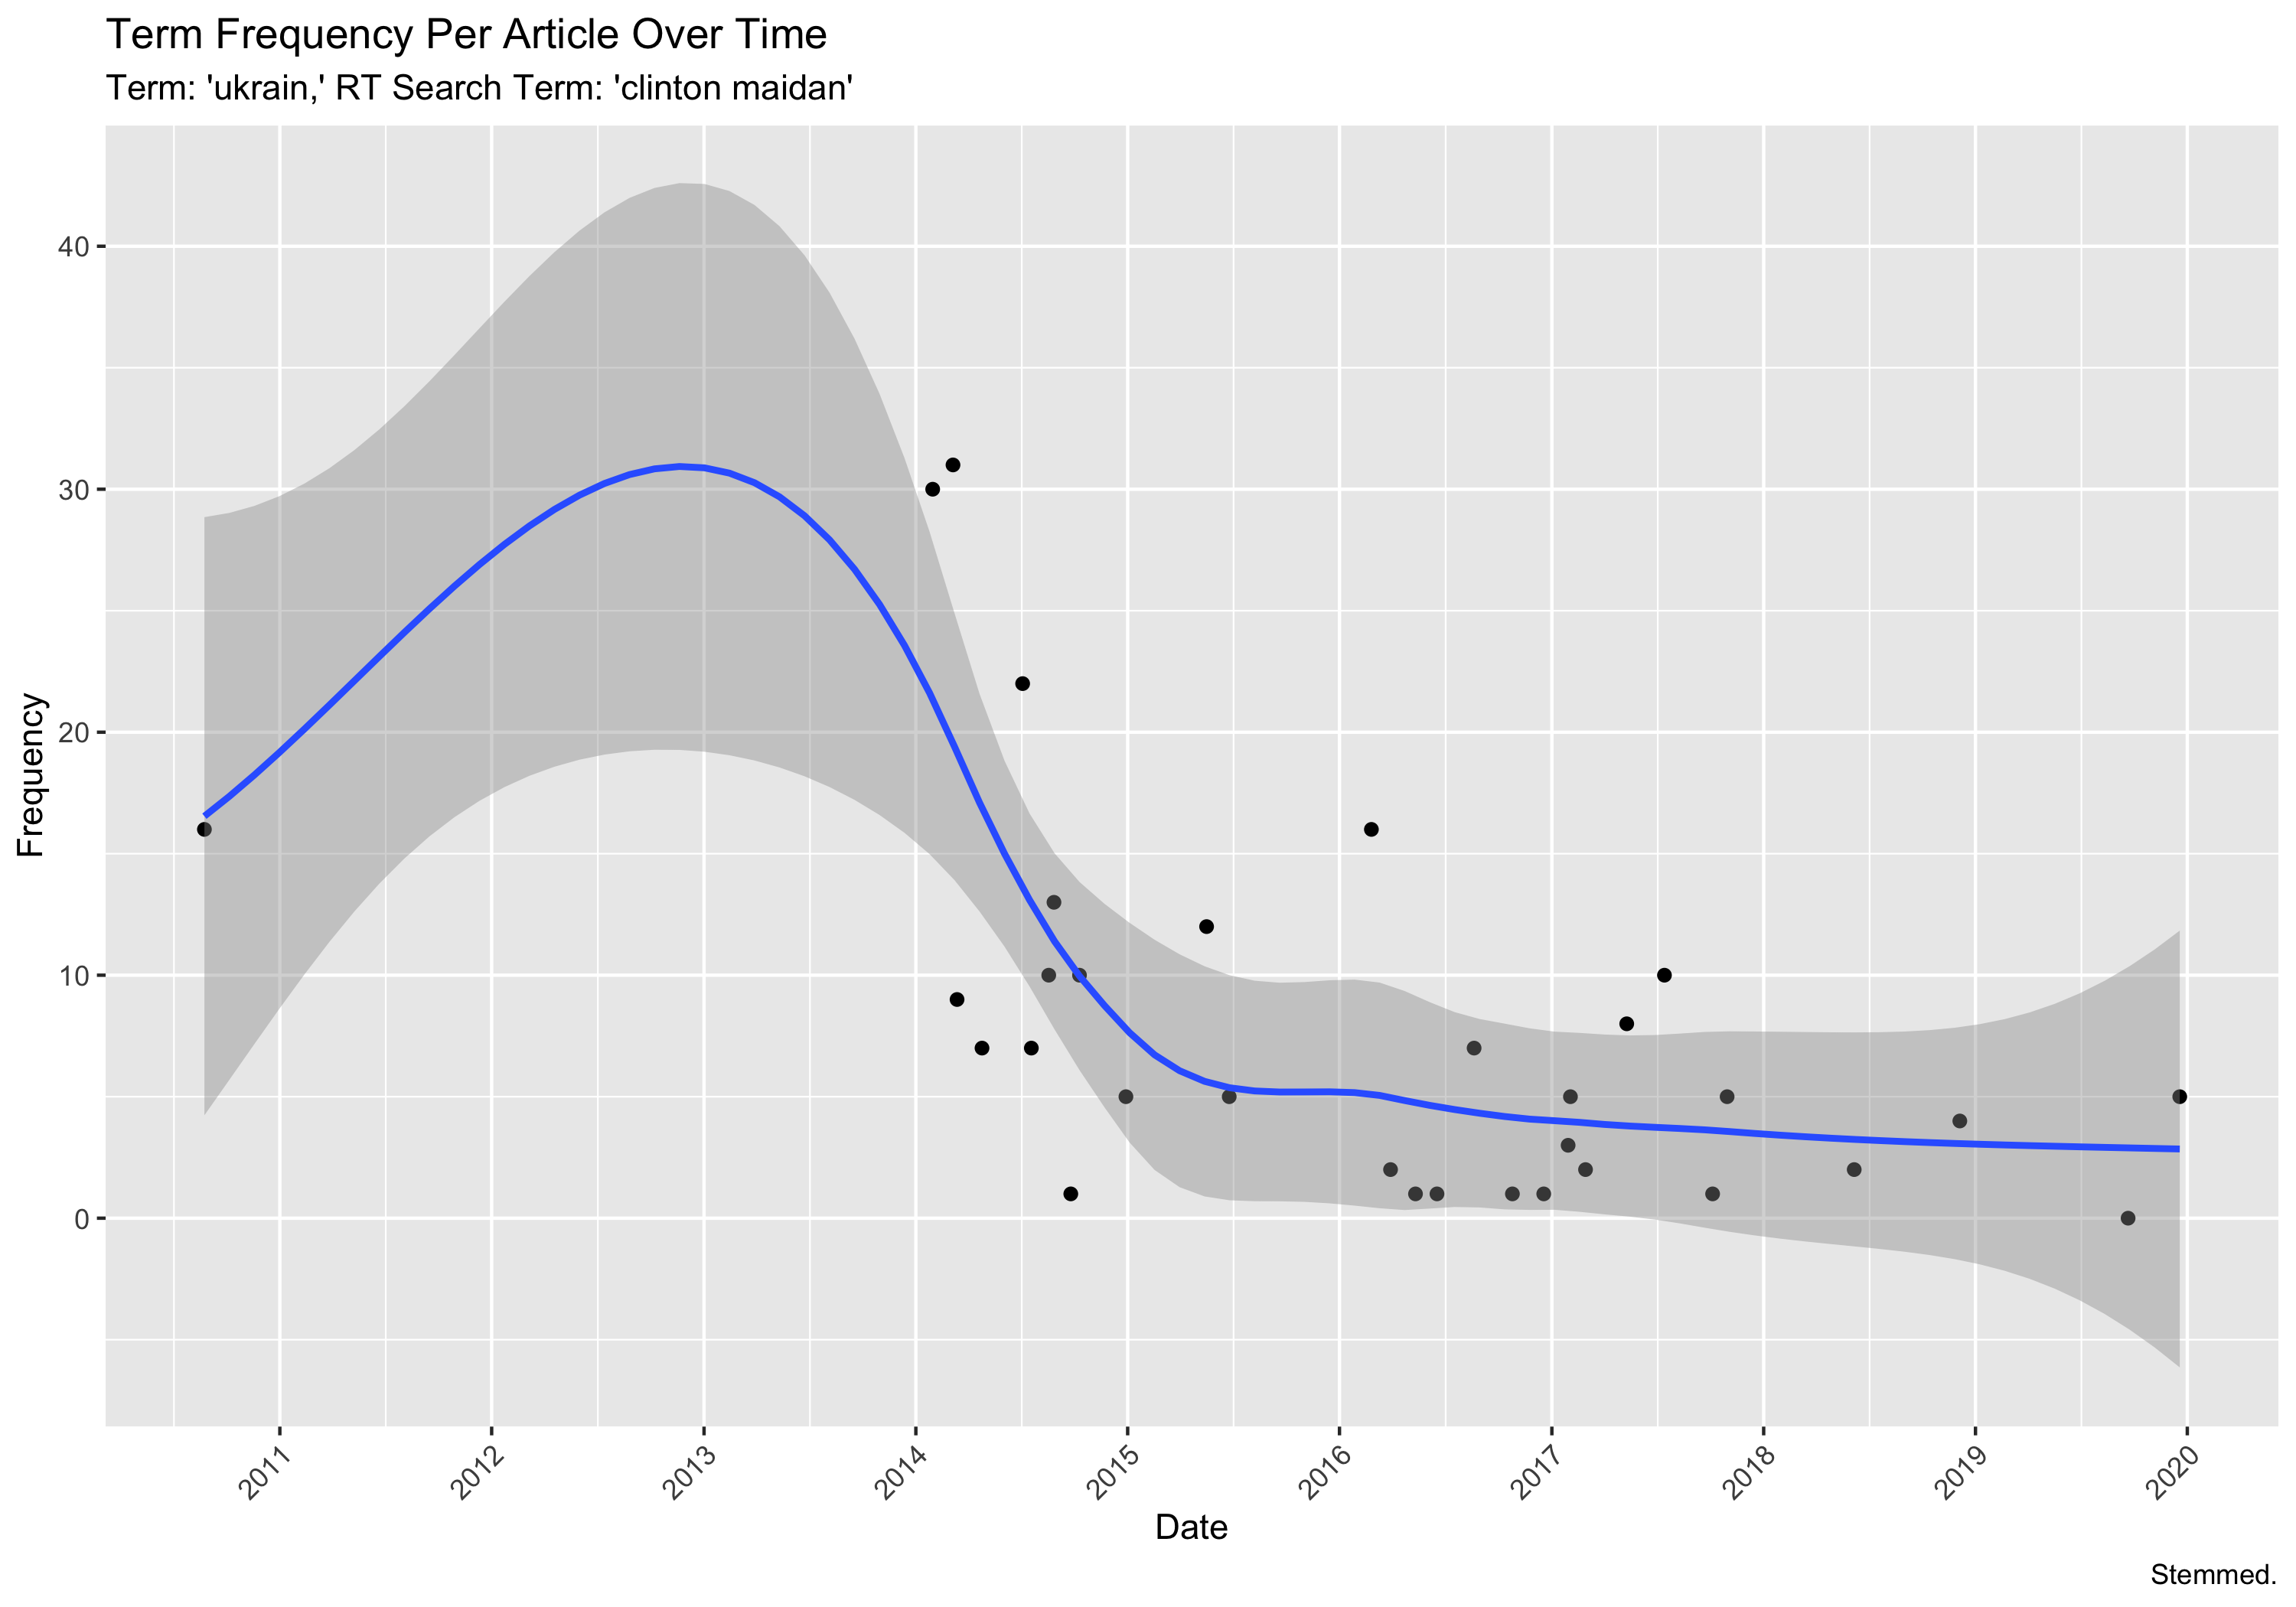 Term Frequency Per Article Over Time
Term: 'ukrain,' RT Search Term: 'clinton maidan'
Frequency
40
30
20
10
0
2011 2012 2013 2014 2015 2016 2017 2018 2019 2020
Date
Stemmed.